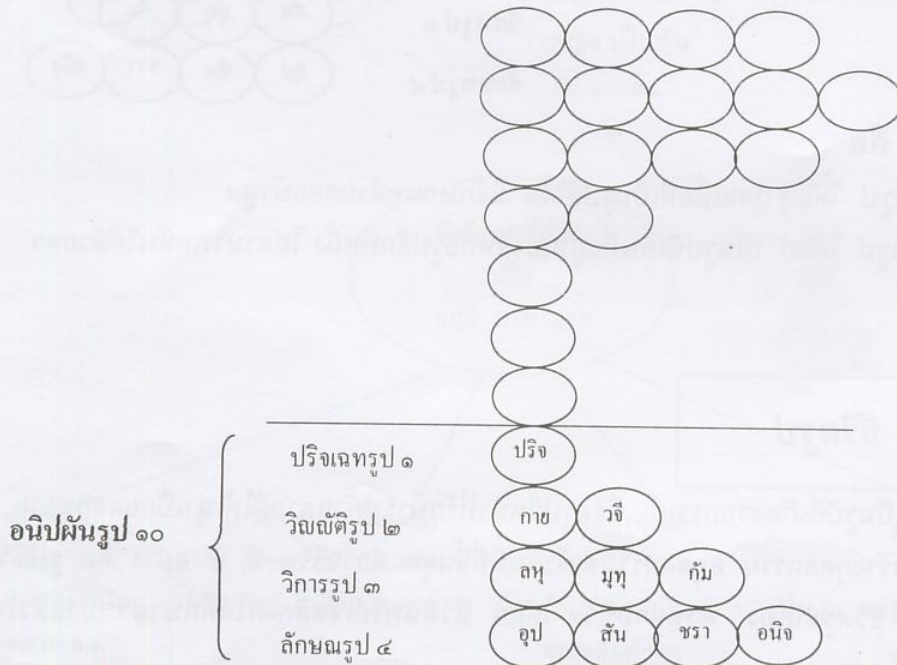 ปริจเฉทรูป ๑ ปริจ
วิญญัติรูป ๒ กาย วจี
อนิปผันรูป ๑๐
วิการรูป ๓ ลหุ มุทุ กัม
ลักษณรูป ๔ อุป สัน ชรา อนิจ